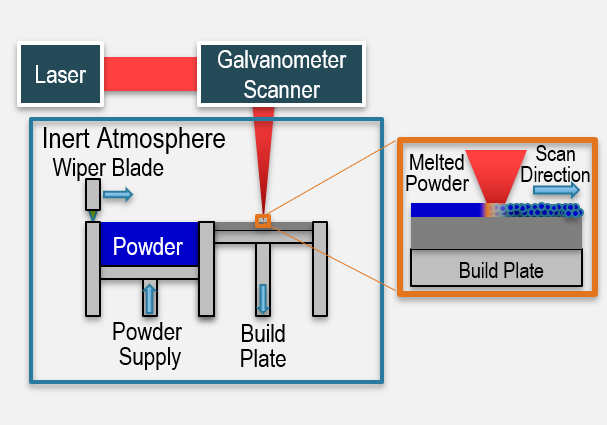 Laser
Galvanometer
Scanner
Inert Atmosphere
Wiper Blade
Powder
Powder
Supply
Build
Plate
Melted
Powder
Scan
Direction
Build Plate